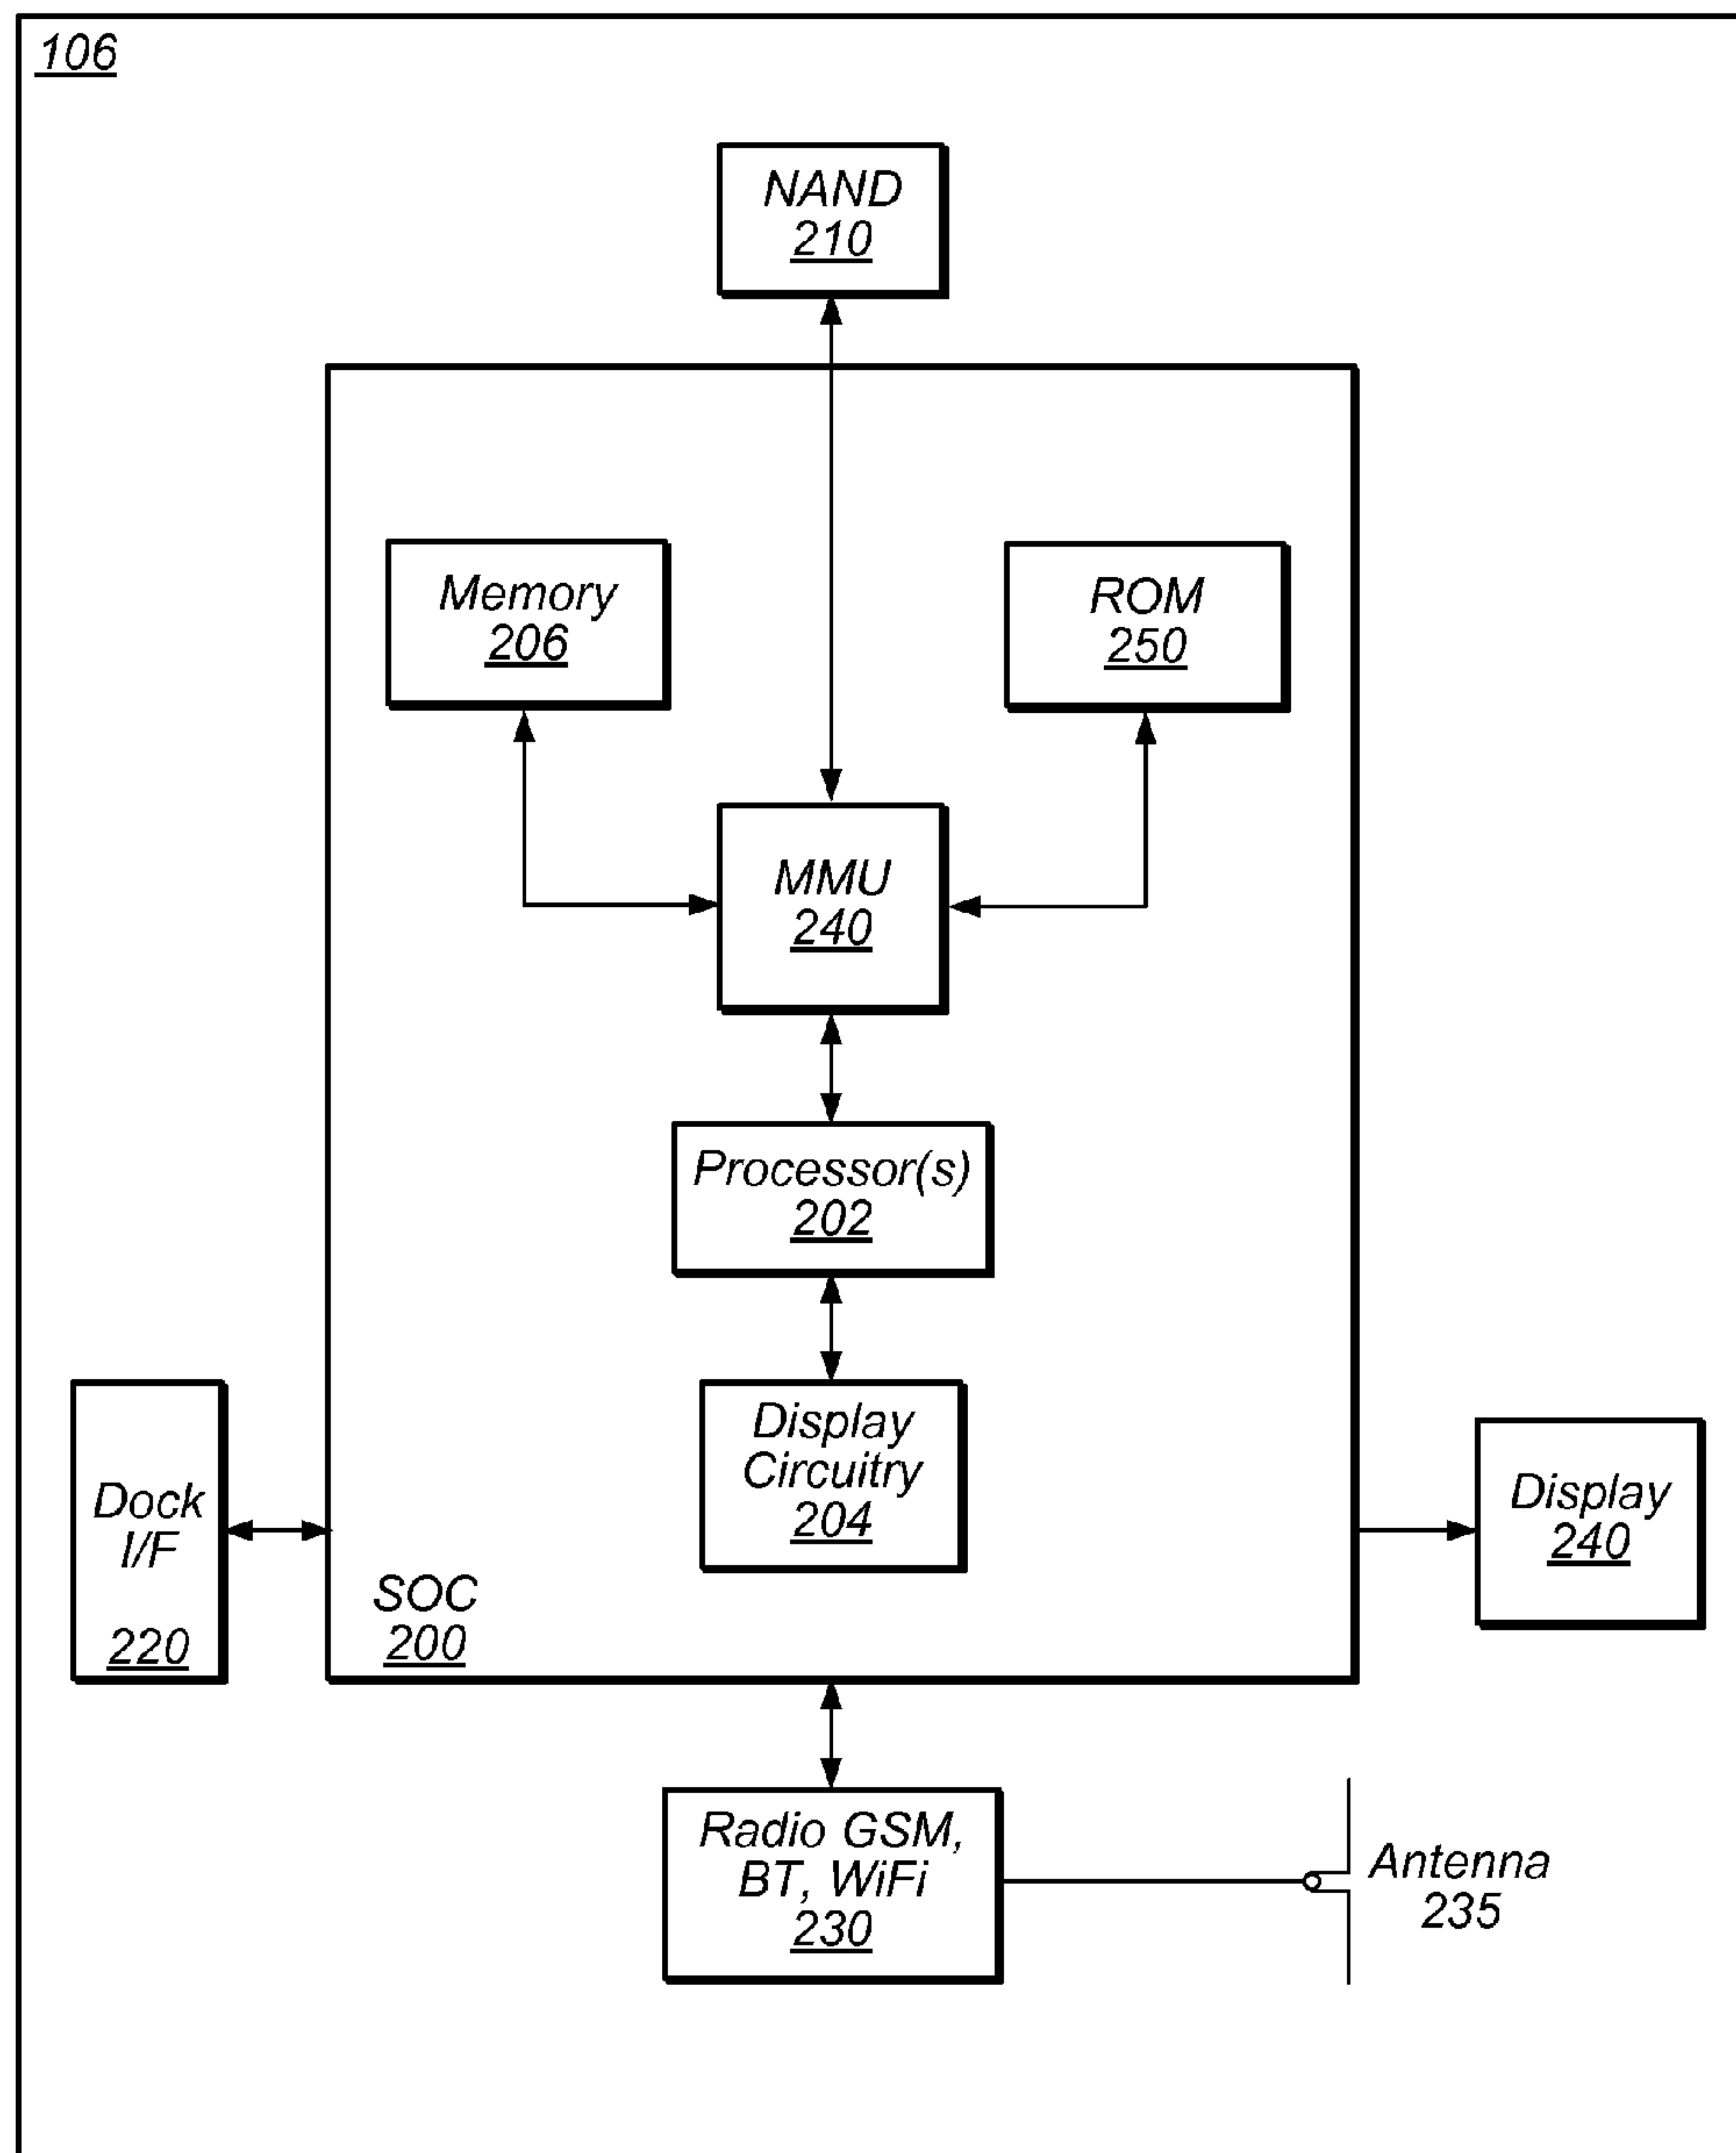 106
NAND
210
Memory
206
ROM
250
MMU
240
Processor(s)
202
Display
Circuitry
204
Dock
I/F
220
SOC
200
Display
240
Radio GSM,
BT, WiFi
230
Antenna
235